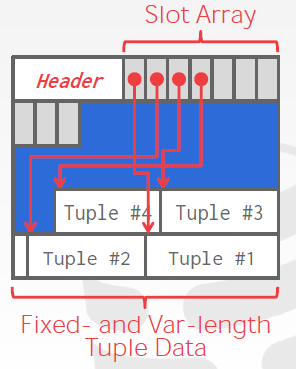 Slot Array
Header
Tuple #4 Tuple #3
Tuple #2 Tuple #1
Fixed- and Var-length
Tuple Data